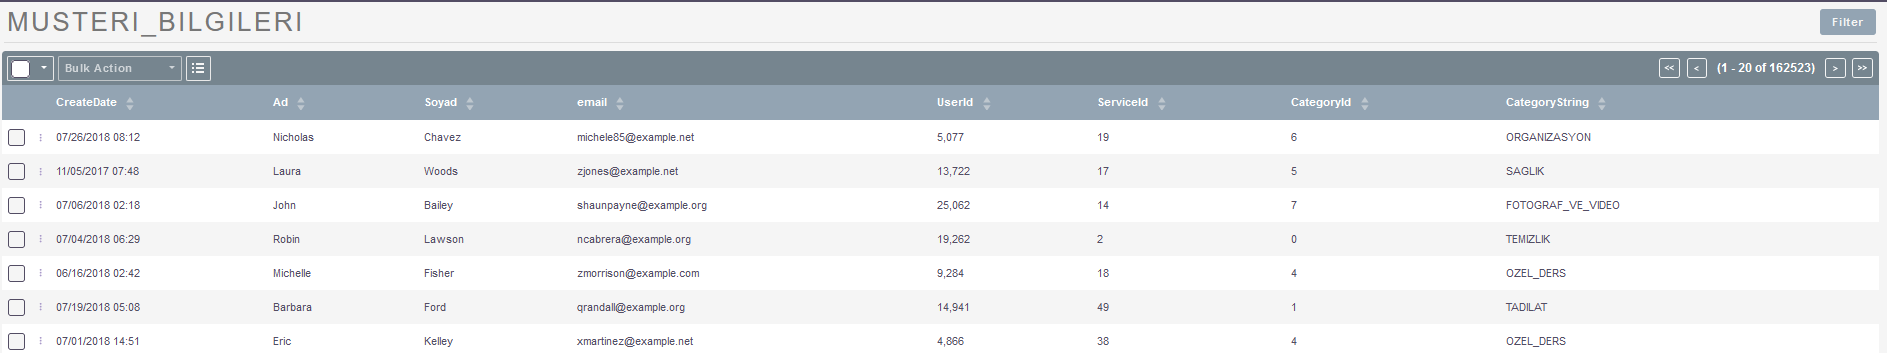 MUSTERI_BILGILERI
Filter
Bulk Action << < (1 - 20 of 162523) > >>
CreateDate Ad Soyad email UserId ServiceId CategoryId CategoryString
07/26/2018 08:12 Nicholas Chavez michele85@example.net 5,077 19 6 ORGANIZASYON
11/05/2017 07:48 Laura Woods zjones@example.net 13,722 17 5 SAGLIK
07/06/2018 02:18 John Bailey shaunpayne@example.org 25,062 14 7 FOTOGRAF_VE_VIDEO
07/04/2018 06:29 Robin Lawson ncabrera@example.org 19,262 2 0 TEMIZLIK
06/16/2018 02:42 Michelle Fisher zmorrison@example.com 9,284 18 4 OZEL_DERS
07/19/2018 05:08 Barbara Ford qrandall@example.org 14,941 49 1 TADILAT
07/01/2018 14:51 Eric Kelley xmartinez@example.net 4,866 38 4 OZEL_DERS